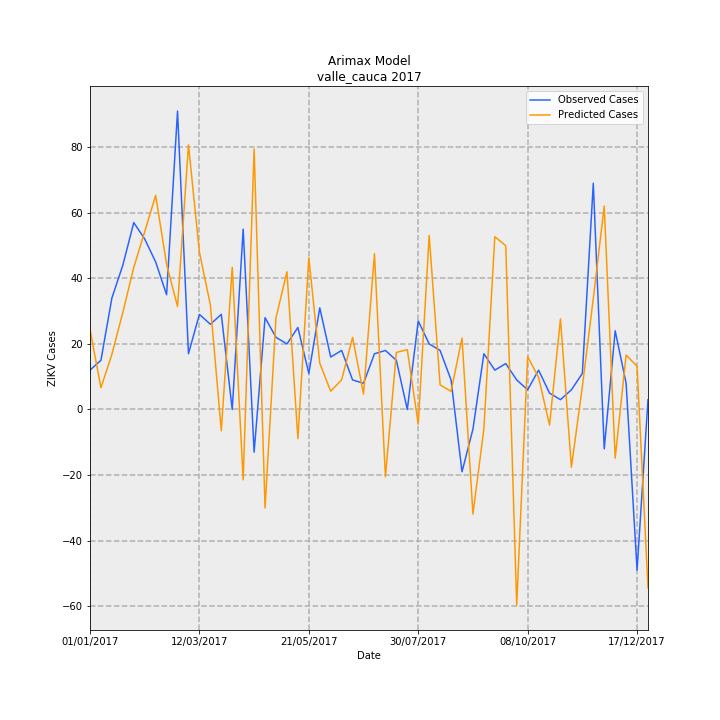 Arimax Model
valle_cauca 2017
Observed Cases
Predicted Cases
ZIKV Cases
80
60
40
20
0
−20
−40
−60
01/01/2017
12/03/2017
21/05/2017
30/07/2017
08/10/2017
17/12/2017
Date